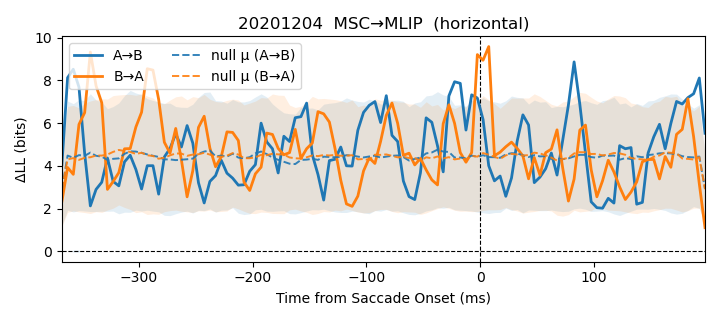 20201204  MSC→MLIP  (horizontal)
A→B
B→A
null μ (A→B)
null μ (B→A)
ΔLL (bits)
10
8
6
4
2
0
−300
−200
−100
0
100
Time from Saccade Onset (ms)